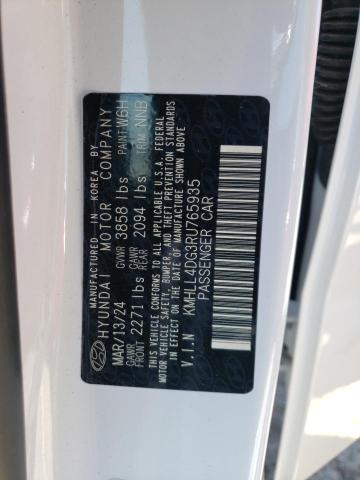 MANUFACTURED IN KOREA BY
HYUNDAI MOTOR COMPANY
MAR/13/24 GVWR 3858 lbs PAINT W6H
GAWR FRONT 2271 lbs GAWR REAR 2094 lbs TRIM NNB
THIS VEHICLE CONFORMS TO ALL APPLICABLE U.S.A. FEDERAL
MOTOR VEHICLE SAFETY, BUMPER, AND THEFT PREVENTION
STANDARDS IN EFFECT ON THE DATE OF MANUFACTURE SHOWN ABOVE
V.I.N KMHLL4DG3RU765935
PASSENGER CAR